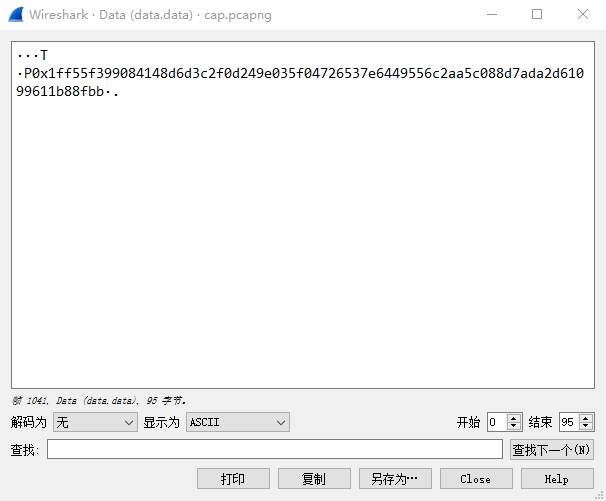 Wireshark · Data (data.data) · cap.pcapng
···T
·P0x1ff55f399084148d6d3c2f0d249e035f04726537e6449556c2aa5c088d7ada2d610
99611b88fbb·.
帧 1041, Data (data.data), 95 字节。
解码为 无 显示为 ASCII 开始 0 结束 95
查找: 查找下一个(N)
打印 复制 另存为… Close Help